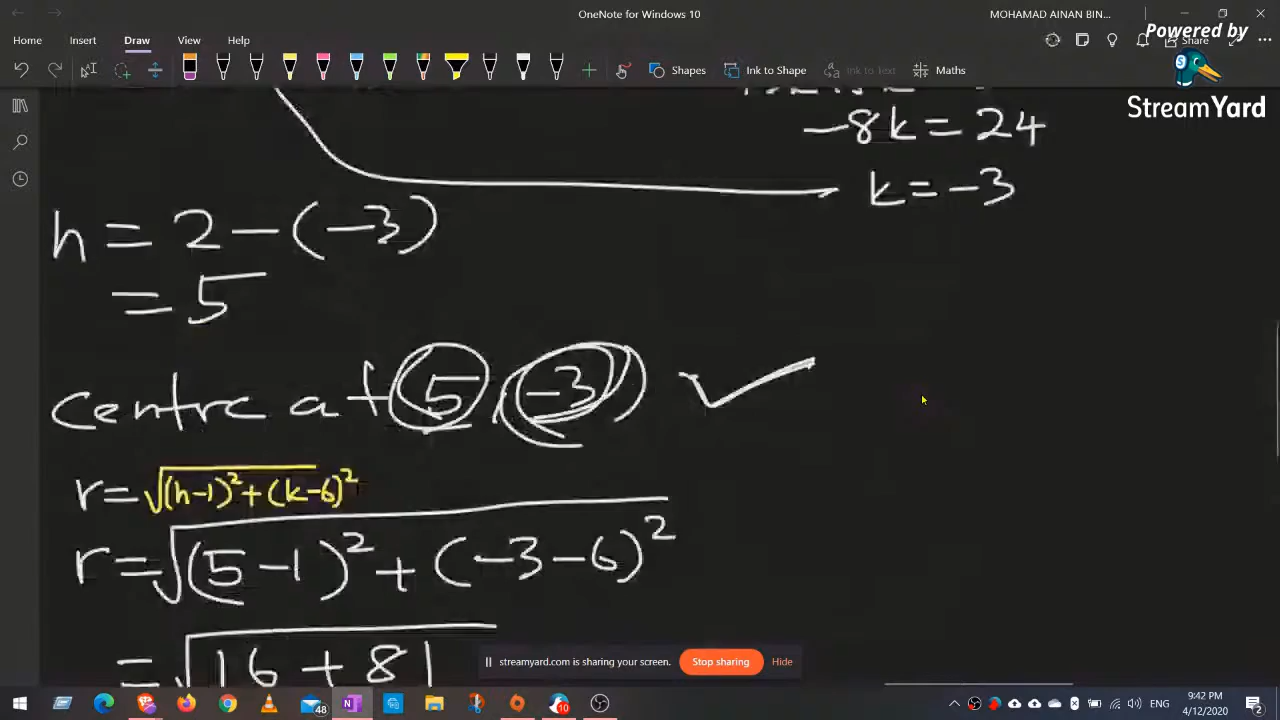 OneNote for Windows 10
MOHAMAD AINAN BIN...
Powered by
StreamYard
Home Insert Draw View Help
Share
Shapes Ink to Shape Ink to Text Maths
-8k = 24
k = -3
h = 2 - (-3)
= 5
centre at (5, -3) ✓
r = √(h-1)² + (k-6)²
r = √(5-1)² + (-3-6)²
= √16 + 81
streamyard.com is sharing your screen. Stop sharing Hide
48
10
ENG
9:42 PM
4/12/2020